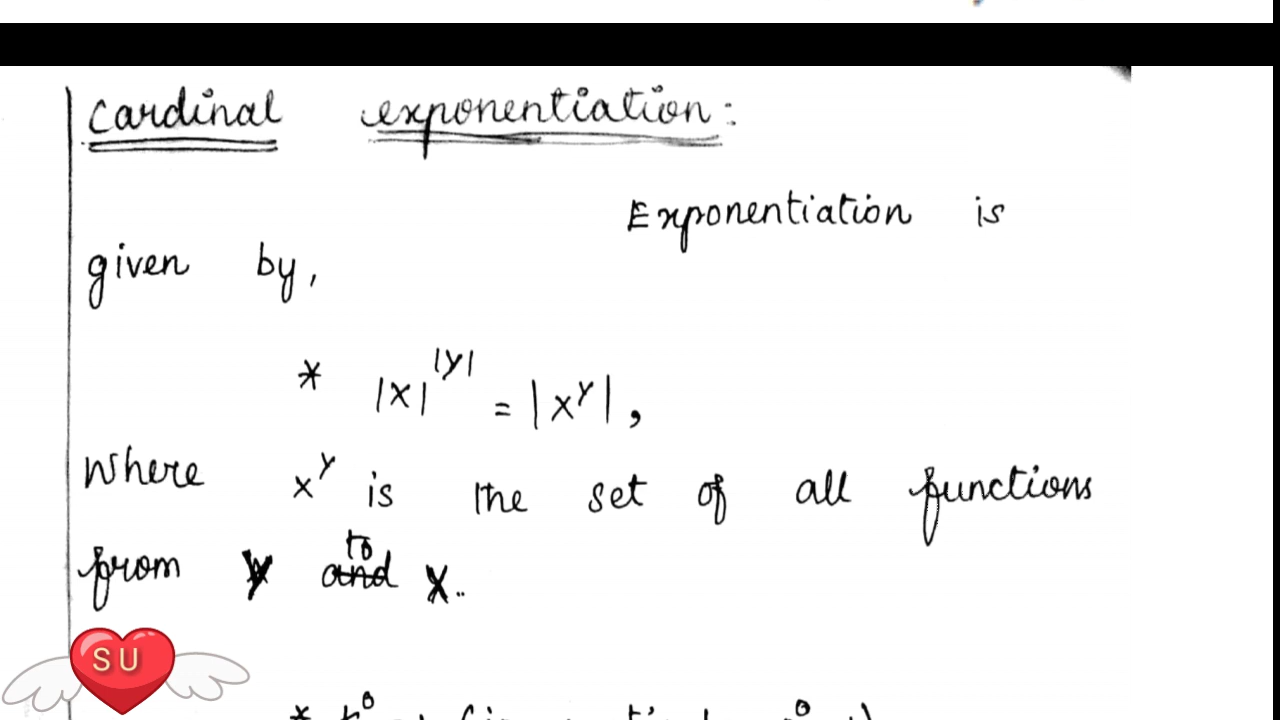 cardinal exponentiation:
Exponentiation is
given by,
* |X|^|Y| = |X^Y|,
where X^Y is the set of all functions
from Y to X.
SU